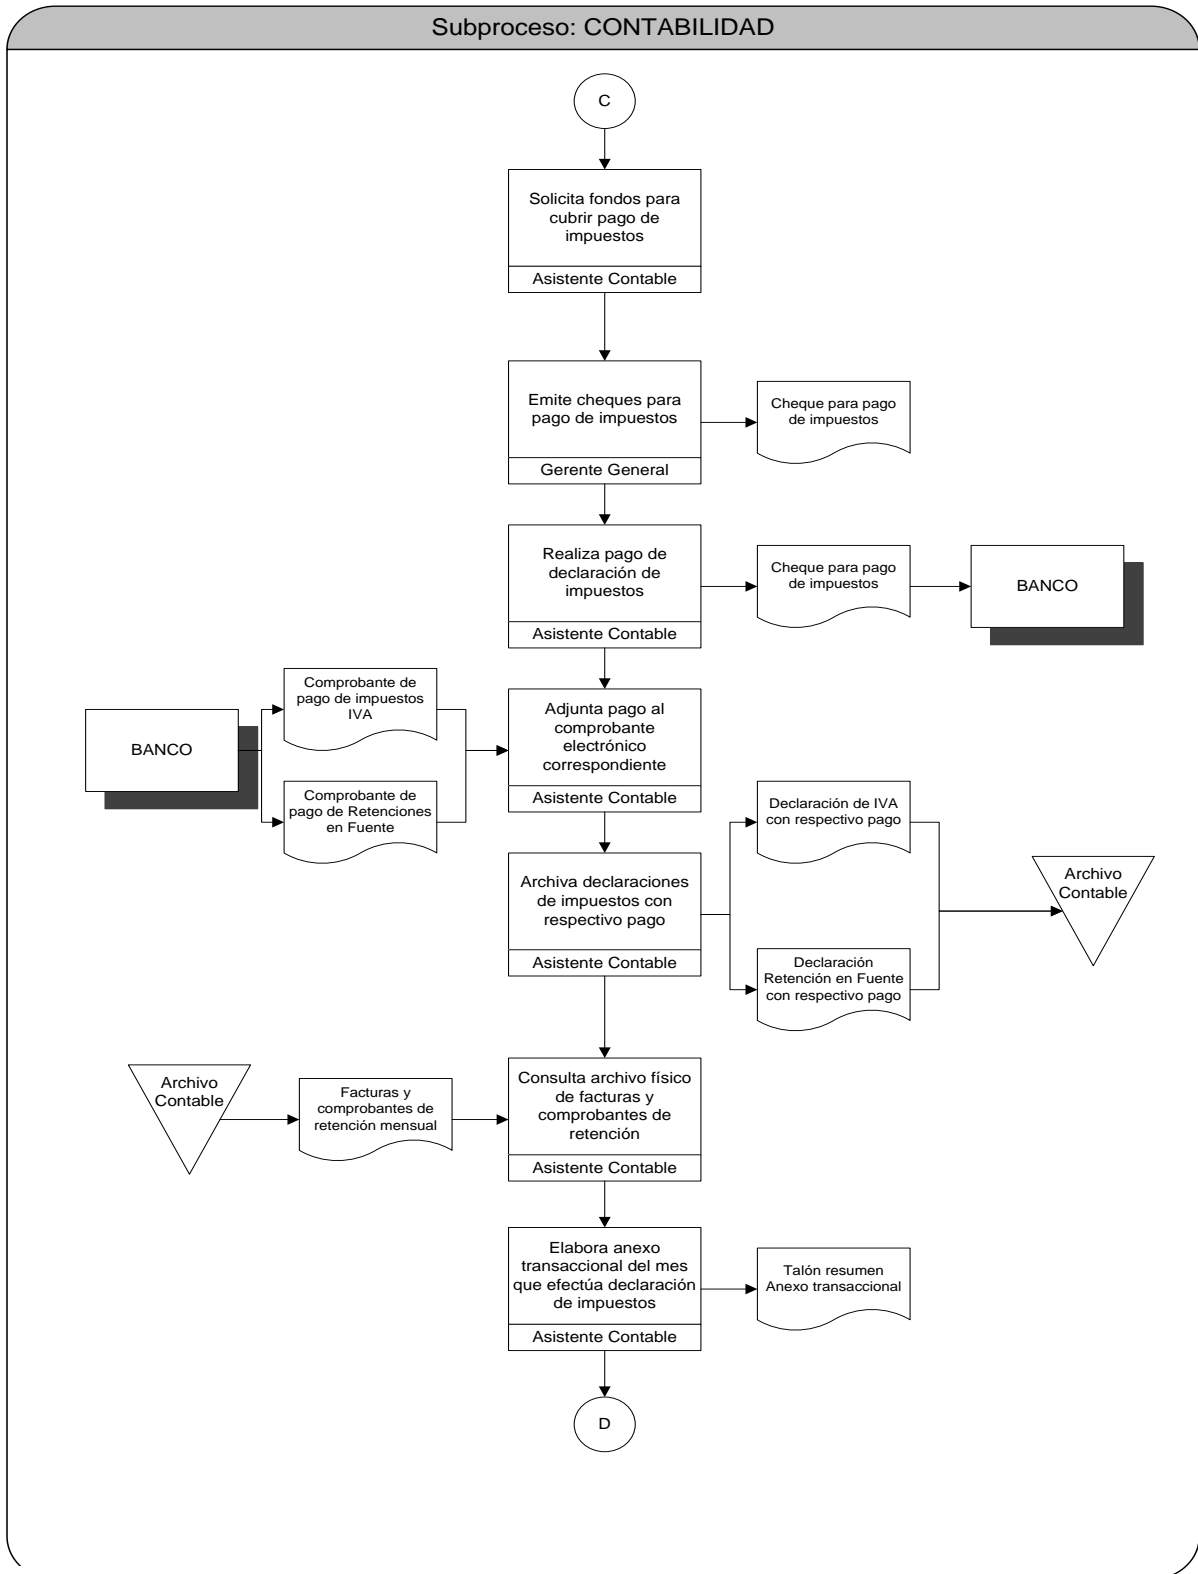 Subproceso: CONTABILIDAD
C
Solicita fondos para
cubrir pago de
impuestos
Asistente Contable
Emite cheques para
pago de impuestos
Gerente General
Cheque para pago
de impuestos
Realiza pago de
declaración de
impuestos
Asistente Contable
Cheque para pago
de impuestos
BANCO
BANCO
Comprobante de
pago de impuestos
IVA
Comprobante de
pago de Retenciones
en Fuente
Adjunta pago al
comprobante
electrónico
correspondiente
Asistente Contable
Archiva declaraciones
de impuestos con
respectivo pago
Asistente Contable
Declaración de IVA
con respectivo pago
Declaración
Retención en Fuente
con respectivo pago
Archivo
Contable
Archivo
Contable
Facturas y
comprobantes de
retención mensual
Consulta archivo físico
de facturas y
comprobantes de
retención
Asistente Contable
Elabora anexo
transaccional del mes
que efectúa declaración
de impuestos
Asistente Contable
Talón resumen
Anexo transaccional
D